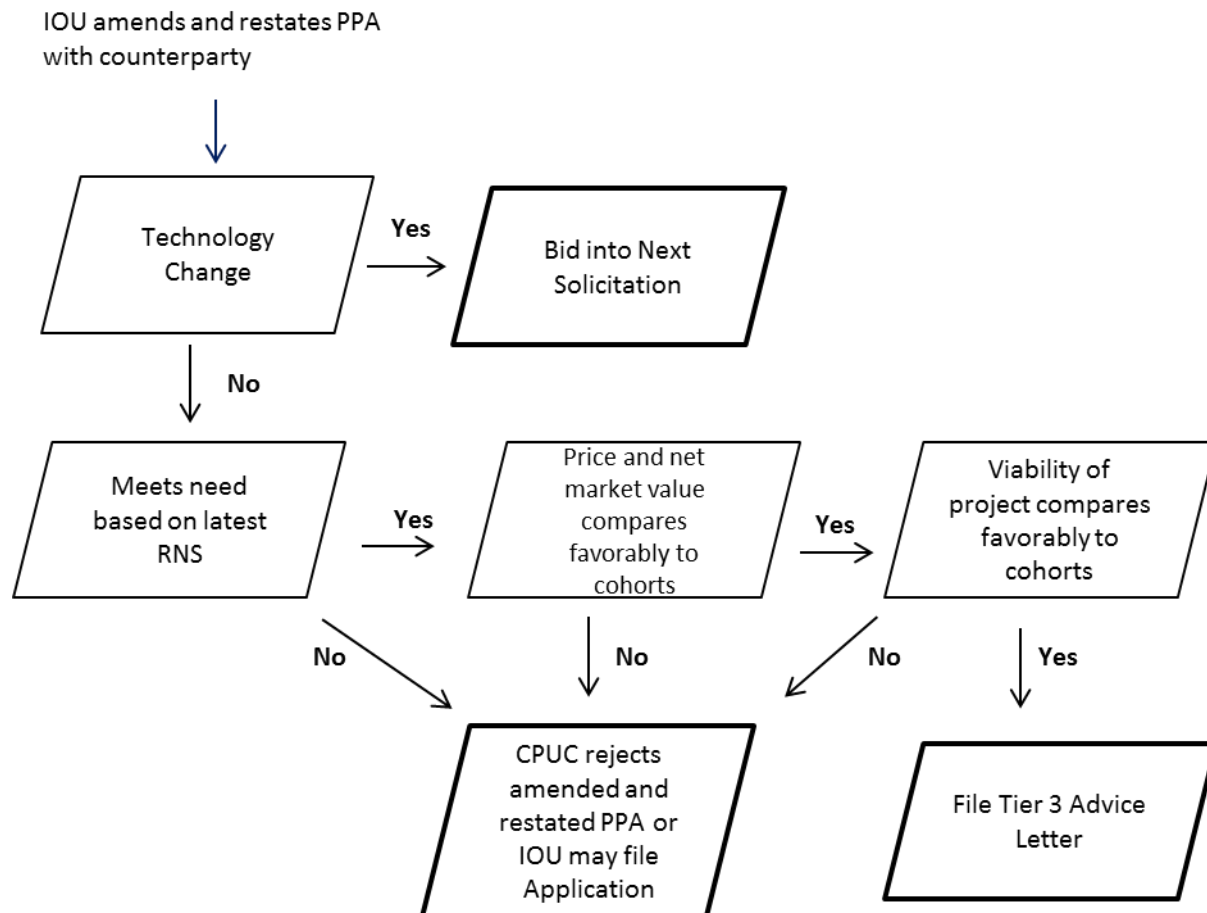 IOU amends and restates PPA
with counterparty
Technology
Change
Yes
Bid into Next
Solicitation
No
Meets need
based on latest
RNS
Yes
Price and net
market value
compares
favorably to
cohorts
Yes
Viability of
project compares
favorably to
cohorts
No
No
No
Yes
CPUC rejects
amended and
restated PPA or
IOU may file
Application
File Tier 3 Advice
Letter